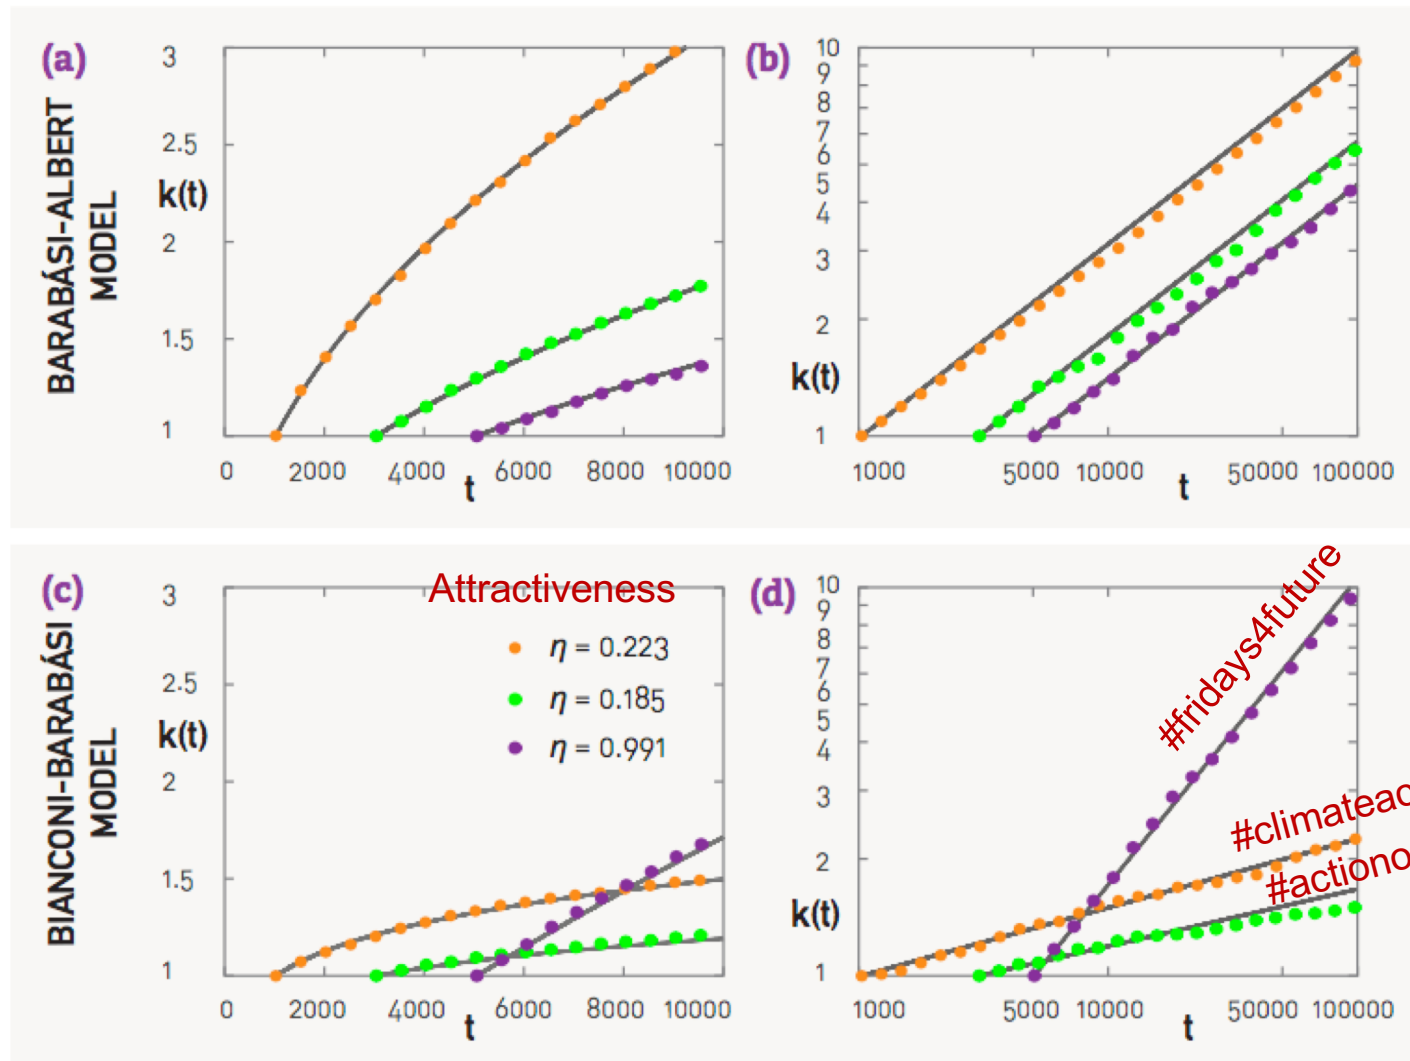 (a)
BARABÁSI-ALBERT
MODEL
k(t)
3
2.5
2
1.5
1
0 2000 4000 6000 8000 10000
t
(b)
k(t)
10
9
8
7
6
5
4
3
2
1
1000 5000 10000 50000 100000
t
(c)
BIANCONI-BARABÁSI
MODEL
k(t)
3
2.5
2
1.5
1
Attractiveness
η = 0.223
η = 0.185
η = 0.991
0 2000 4000 6000 8000 10000
t
(d)
k(t)
10
9
8
7
6
5
4
3
2
1
#fridays4future
#climateac
#actiono
1000 5000 10000 50000 100000
t